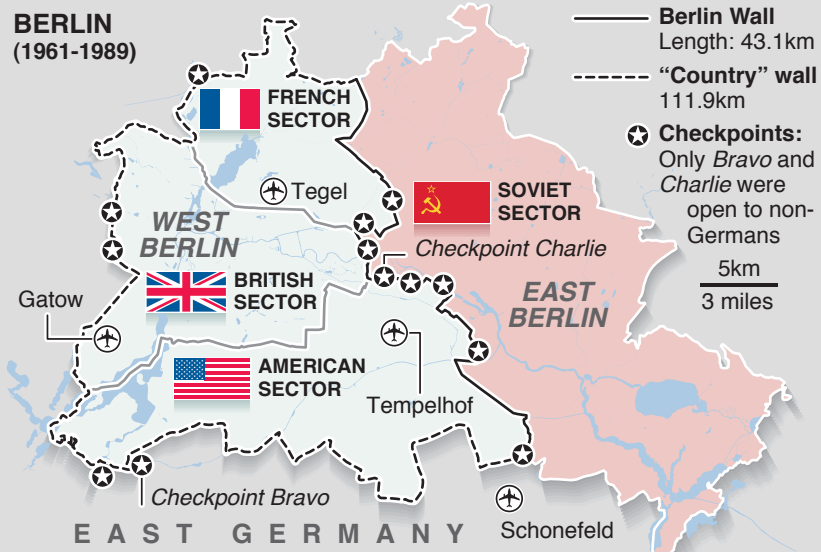 BERLIN
(1961-1989)
Berlin Wall
Length: 43.1km
“Country” wall
111.9km
Checkpoints:
Only Bravo and
Charlie were
open to non-
Germans
5km
3 miles
FRENCH
SECTOR
Tegel
SOVIET
SECTOR
WEST
BERLIN
Checkpoint Charlie
BRITISH
SECTOR
EAST
BERLIN
Gatow
AMERICAN
SECTOR
Tempelhof
Checkpoint Bravo
EAST GERMANY
Schonefeld